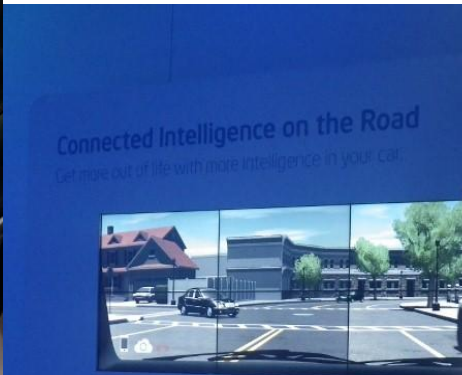 Connected Intelligence on the Road
Get more out of life with more intelligence in your car.